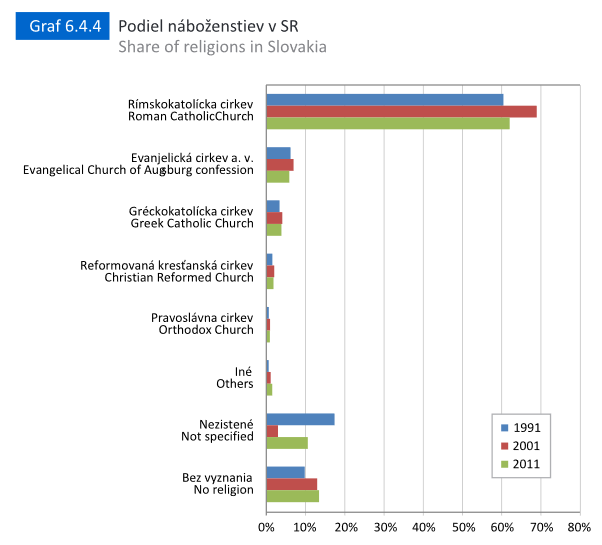 Graf 6.4.4
Podiel náboženstiev v SR
Share of religions in Slovakia
Rímskokatolícka cirkev
Roman CatholicChurch
Evanjelická cirkev a. v.
Evangelical Church of Augsburg confession
Gréckokatolícka cirkev
Greek Catholic Church
Reformovaná kresťanská cirkev
Christian Reformed Church
Pravoslávna cirkev
Orthodox Church
Iné
Others
Nezistené
Not specified
Bez vyznania
No religion
1991
2001
2011
0% 10% 20% 30% 40% 50% 60% 70% 80%